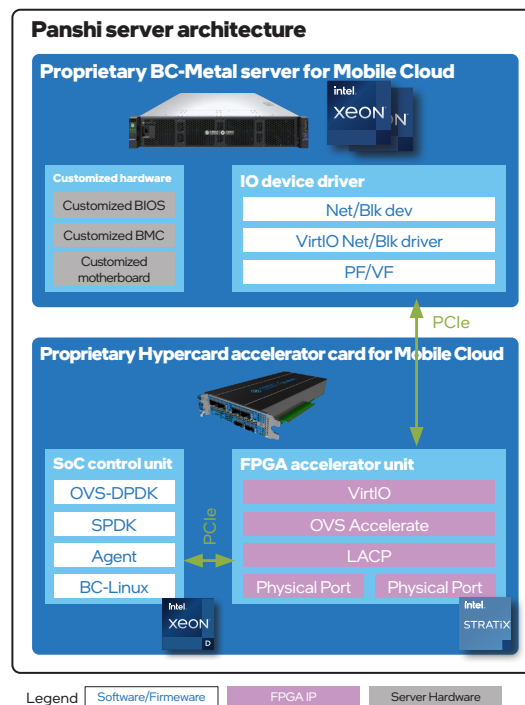 Panshi server architecture
Proprietary BC-Metal server for Mobile Cloud
intel.
XEON
Customized hardware
Customized BIOS
Customized BMC
Customized
motherboard
IO device driver
Net/Blk dev
VirtIO Net/Blk driver
PF/VF
PCIe
Proprietary Hypercard accelerator card for Mobile Cloud
SoC control unit
OVS-DPDK
SPDK
Agent
BC-Linux
intel.
XEON
D
PCIe
FPGA accelerator unit
VirtIO
OVS Accelerate
LACP
Physical Port
Physical Port
intel.
STRATIX
Legend
Software/Firmeware
FPGA IP
Server Hardware